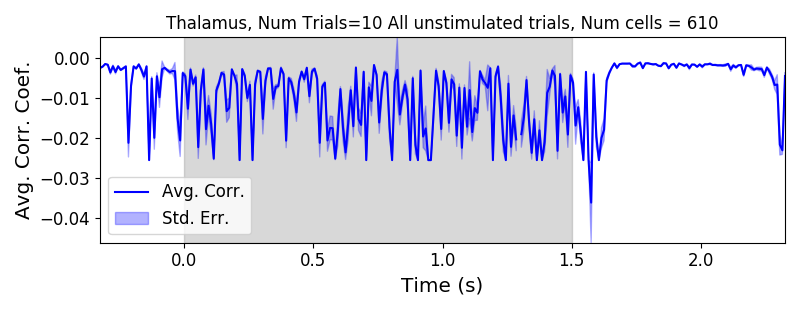 Thalamus, Num Trials=10 All unstimulated trials, Num cells = 610
Avg. Corr. Coef.
0.00
−0.01
−0.02
−0.03
−0.04
Avg. Corr.
Std. Err.
0.0 0.5 1.0 1.5 2.0
Time (s)